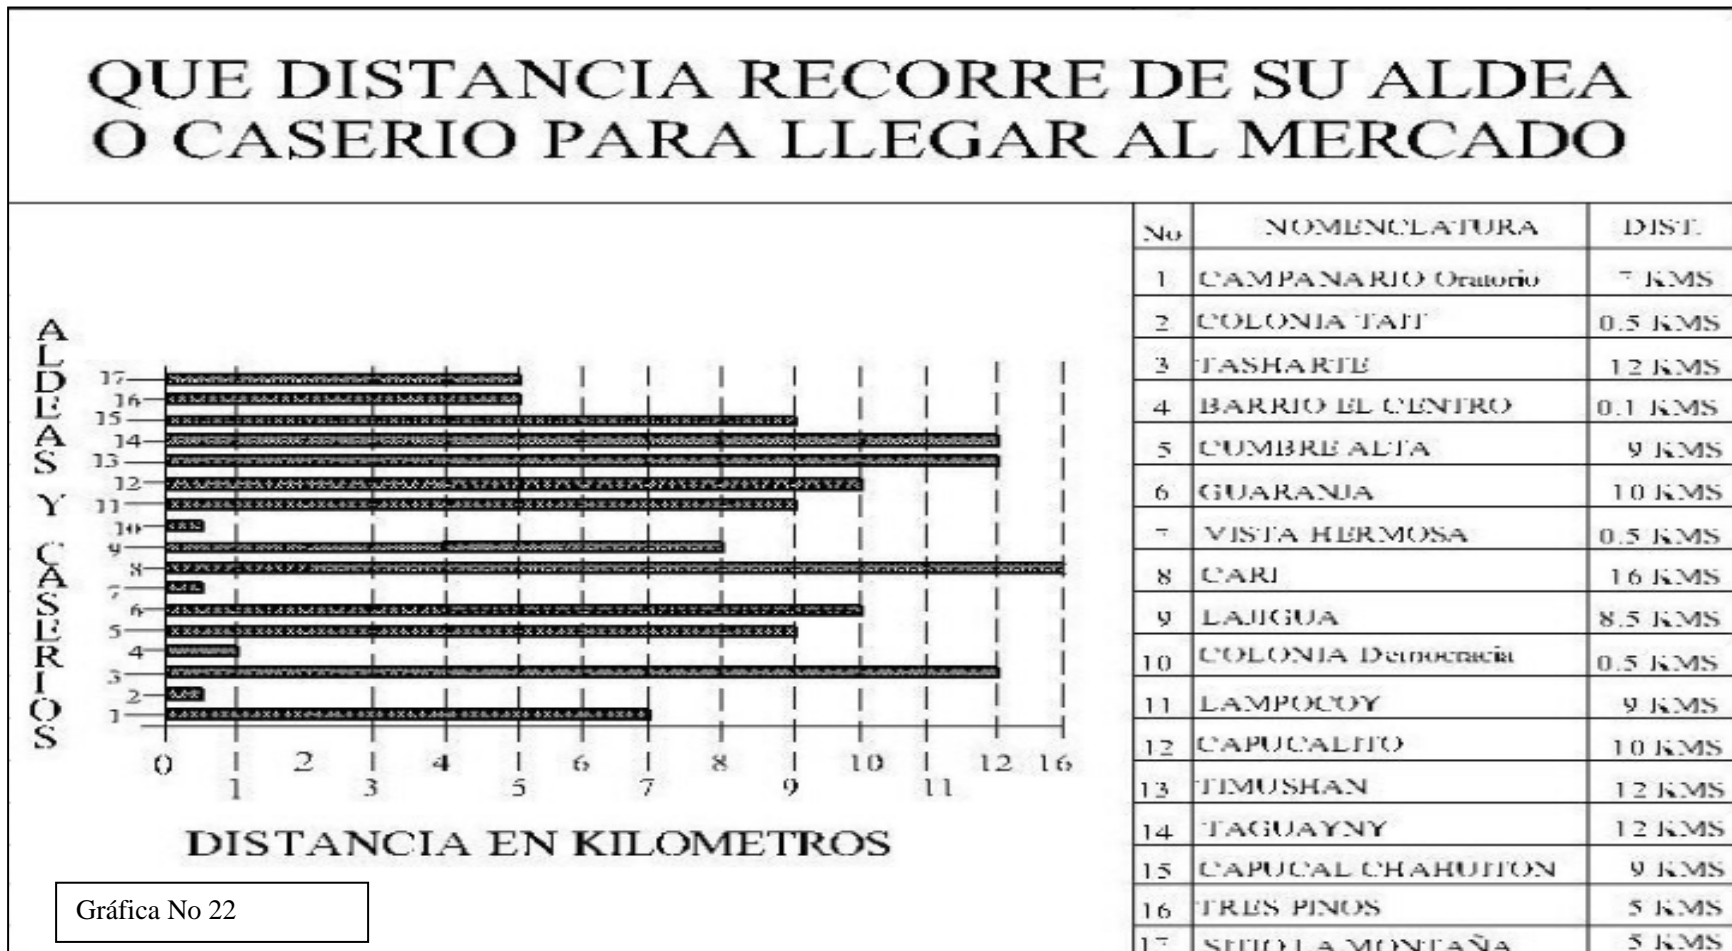 QUE DISTANCIA RECORRE DE SU ALDEA
O CASERIO PARA LLEGAR AL MERCADO
ALDEAS Y CASERIOS
17
16
15
14
13
12
11
10
9
8
7
6
5
4
3
2
1
0 1 2 3 4 5 6 7 8 9 10 11 12 16
DISTANCIA EN KILOMETROS
Gráfica No 22
No NOMENCLATURA DIST.
1 CAMPANARIO Oratorio 7 KMS
2 COLONIA TAIT 0.5 KMS
3 TASHARTE 12 KMS
4 BARRIO EL CENTRO 0.1 KMS
5 CUMBRE ALTA 9 KMS
6 GUARANJA 10 KMS
7 VISTA HERMOSA 0.5 KMS
8 CARI 16 KMS
9 LAJIGUA 8.5 KMS
10 COLONIA Democracia 0.5 KMS
11 LAMPOCOY 9 KMS
12 CAPUCALITO 10 KMS
13 TIMUSHAN 12 KMS
14 TAGUAYNY 12 KMS
15 CAPUCAL CHAHUITON 9 KMS
16 TRES PINOS 5 KMS
17 SITIO LA MONTAÑA 5 KMS